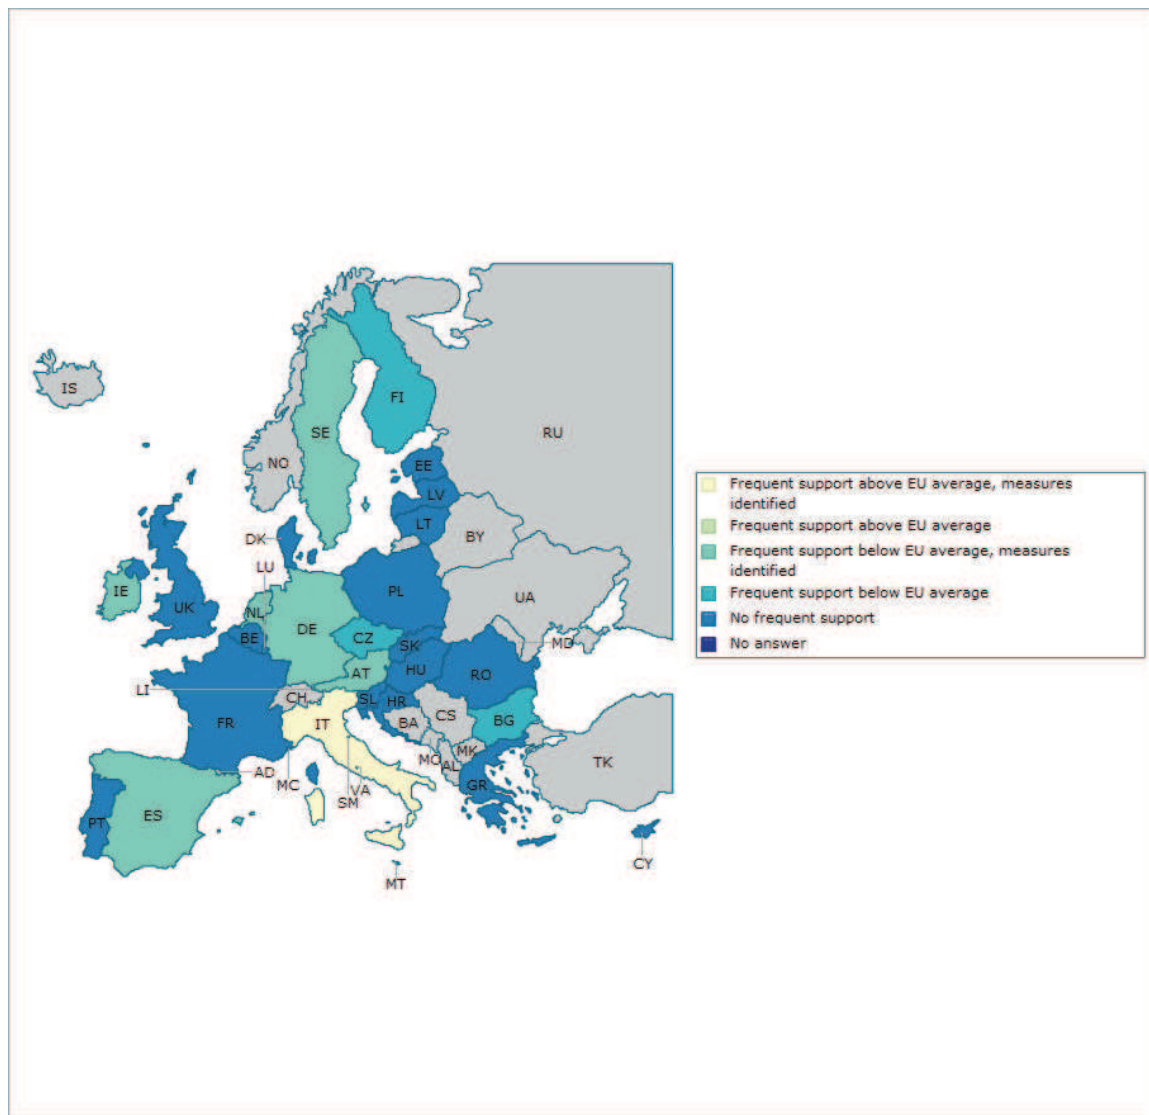 IS
FI
SE
RU
NO
EE
LV
LT
DK
BY
LU
IE
PL
UK
NL
UA
DE
BE
CZ
SK
MD
AT
HU
RO
LI
CH
SL
HR
FR
IT
BA
CS
BG
MO
MK
AL
TK
AD
MC
VA
SM
GR
ES
PT
CY
MT
Frequent support above EU average, measures
identified
Frequent support above EU average
Frequent support below EU average, measures
identified
Frequent support below EU average
No frequent support
No answer